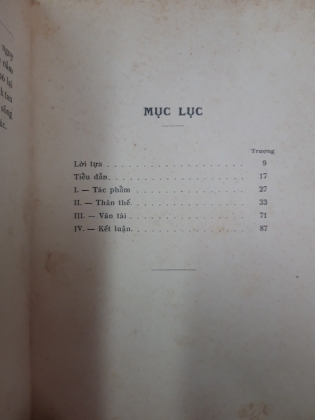 MỤC LỤC
Trương
Lời tựa 9
Tiểu dẫn 17
I. — Tác phẩm 27
II. — Thân thế 33
III. — Văn tài 71
IV. — Kết luận 87